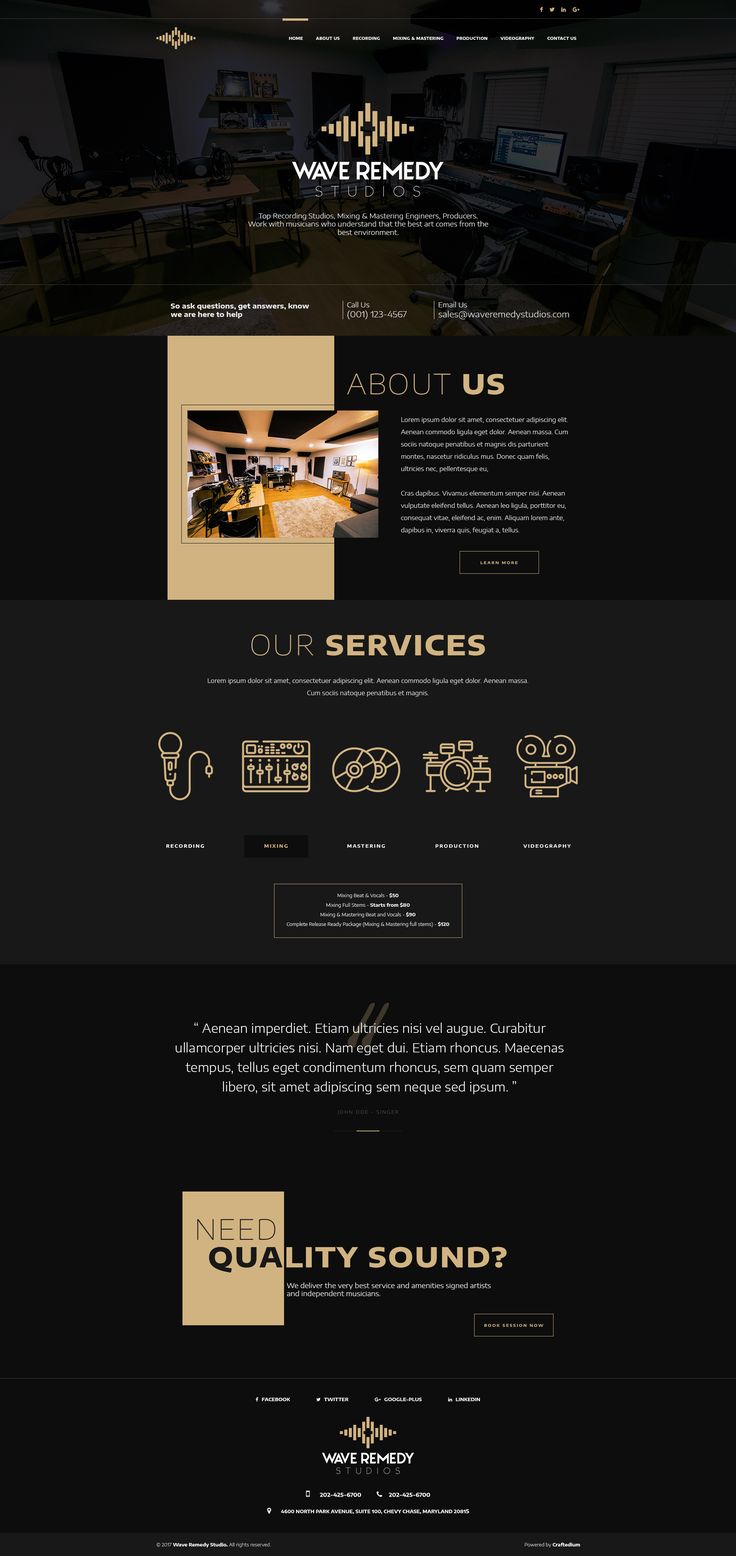 HOME ABOUT US RECORDING MIXING & MASTERING PRODUCTION VIDEOGRAPHY CONTACT US
WAVE REMEDY
STUDIOS
Top Recording Studios, Mixing & Mastering Engineers, Producers.
Work with musicians who understand that the best art comes from the
best environment.
So ask questions, get answers, know
we are here to help
Call Us
(001) 123-4567
Email Us
sales@waveremedystudios.com
ABOUT US
Lorem ipsum dolor sit amet, consectetuer adipiscing elit.
Aenean commodo ligula eget dolor. Aenean massa. Cum
sociis natoque penatibus et magnis dis parturient
montes, nascetur ridiculus mus. Donec quam felis,
ultricies nec, pellentesque eu,
Cras dapibus. Vivamus elementum semper nisi. Aenean
vulputate eleifend tellus. Aenean leo ligula, porttitor eu,
consequat vitae, eleifend ac, enim. Aliquam lorem ante,
dapibus in, viverra quis, feugiat a, tellus.
LEARN MORE
OUR SERVICES
Lorem ipsum dolor sit amet, consectetuer adipiscing elit. Aenean commodo ligula eget dolor. Aenean massa.
Cum sociis natoque penatibus et magnis.
RECORDING MIXING MASTERING PRODUCTION VIDEOGRAPHY
Mixing Beat & Vocals - $50
Mixing Full Stems - Starts from $80
Mixing & Mastering Beat and Vocals - $90
Complete Release Ready Package (Mixing & Mastering full stems) - $120
“ Aenean imperdiet. Etiam ultricies nisi vel augue. Curabitur
ullamcorper ultricies nisi. Nam eget dui. Etiam rhoncus. Maecenas
tempus, tellus eget condimentum rhoncus, sem quam semper
libero, sit amet adipiscing sem neque sed ipsum. ”
JOHN DOE - SINGER
NEED
QUALITY SOUND?
We deliver the very best service and amenities signed artists
and independent musicians.
BOOK SESSION NOW
FACEBOOK TWITTER GOOGLE-PLUS LINKEDIN
WAVE REMEDY
STUDIOS
202-425-6700 202-425-6700
4600 NORTH PARK AVENUE, SUITE 100, CHEVY CHASE, MARYLAND 20815
© 2017 Wave Remedy Studio. All rights reserved. Powered by Craftedium